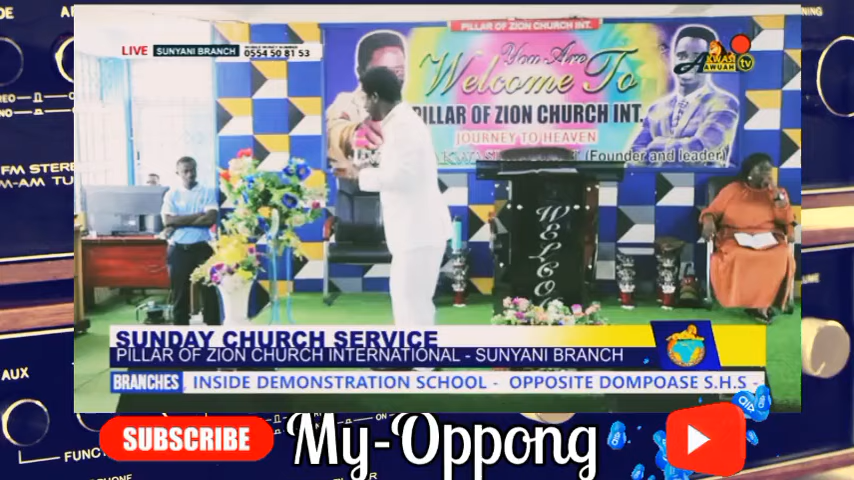 PILLAR OF ZION CHURCH INT.
LIVE SUNYANI BRANCH
0554 50 81 53
AKWASI
AWUAH tv
You Are
Welcome To
PILLAR OF ZION CHURCH INT.
JOURNEY TO HEAVEN
(Founder and leader)
WELCO
SUNDAY CHURCH SERVICE
PILLAR OF ZION CHURCH INTERNATIONAL - SUNYANI BRANCH
BRANCHES INSIDE DEMONSTRATION SCHOOL - OPPOSITE DOMPOASE S.H.S -
FM STEREO
AUX
SUBSCRIBE My-Oppong